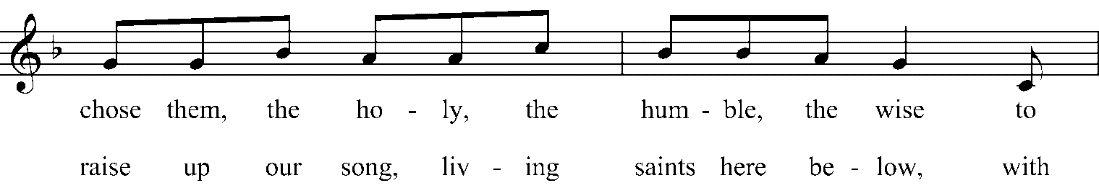 chose them, the ho - ly, the hum - ble, the wise to
raise up our song, liv - ing saints here be - low, with